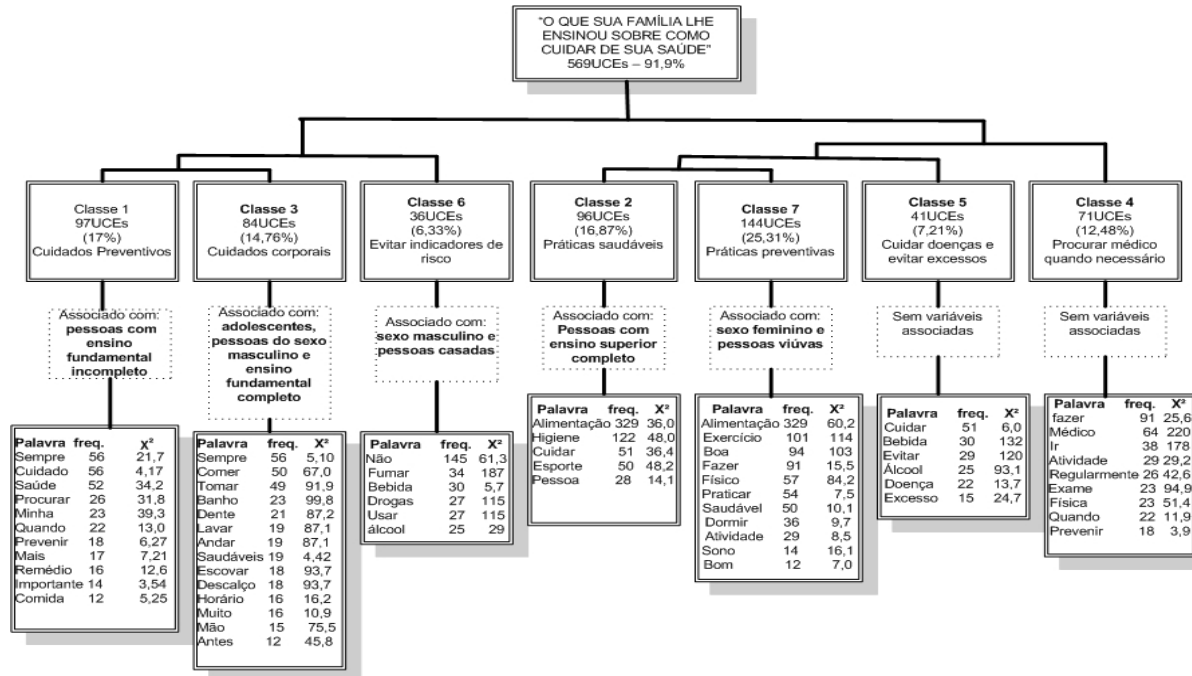 "O QUE SUA FAMÍLIA LHE
ENSINOU SOBRE COMO
CUIDAR DE SUA SAÚDE"
569UCEs – 91,9%
Classe 1
97UCEs
(17%)
Cuidados Preventivos
Classe 3
84UCEs
(14,76%)
Cuidados corporais
Classe 6
36UCEs
(6,33%)
Evitar indicadores de
risco
Classe 2
96UCEs
(16,87%)
Práticas saudáveis
Classe 7
144UCEs
(25,31%)
Práticas preventivas
Classe 5
41UCEs
(7,21%)
Cuidar doenças e
evitar excessos
Classe 4
71UCEs
(12,48%)
Procurar médico
quando necessário
Associado com:
pessoas com
ensino
fundamental
incompleto
Associado com:
adolescentes,
pessoas do sexo
masculino e
ensino
fundamental
completo
Associado com:
sexo masculino e
pessoas casadas
Associado com:
Pessoas com
ensino superior
completo
Associado com:
sexo feminino e
pessoas viúvas
Sem variáveis
associadas
Sem variáveis
associadas
Palavra freq. X²
Sempre 56 21,7
Cuidado 56 4,17
Saúde 52 34,2
Procurar 26 31,8
Minha 23 39,3
Quando 22 13,0
Prevenir 18 6,27
Mais 17 7,21
Remédio 16 12,6
Importante 14 3,54
Comida 12 5,25
Palavra freq. X²
Sempre 56 5,10
Comer 50 67,0
Tomar 49 91,9
Banho 23 99,8
Dente 21 87,2
Lavar 19 87,1
Andar 19 87,1
Saudáveis 19 4,42
Escovar 18 93,7
Descalço 18 93,7
Horário 16 16,2
Muito 16 10,9
Mão 15 75,5
Antes 12 45,8
Palavra freq. X²
Não 145 61,3
Fumar 34 187
Bebida 30 5,7
Drogas 27 115
Usar 27 115
álcool 25 29
Palavra freq. X²
Alimentação 329 36,0
Higiene 122 48,0
Cuidar 51 36,4
Esporte 50 48,2
Pessoa 28 14,1
Palavra freq. X²
Alimentação 329 60,2
Exercício 101 114
Boa 94 103
Fazer 91 15,5
Físico 57 84,2
Praticar 54 7,5
Saudável 50 10,1
Dormir 36 9,7
Atividade 29 8,5
Sono 14 16,1
Bom 12 7,0
Palavra freq. X²
Cuidar 51 6,0
Bebida 30 132
Evitar 29 120
Álcool 25 93,1
Doença 22 13,7
Excesso 15 24,7
Palavra freq. X²
fazer 91 25,6
Médico 64 220
Ir 38 178
Atividade 29 29,2
Regularmente 26 42,6
Exame 23 94,9
Física 23 51,4
Quando 22 11,9
Prevenir 18 3,9